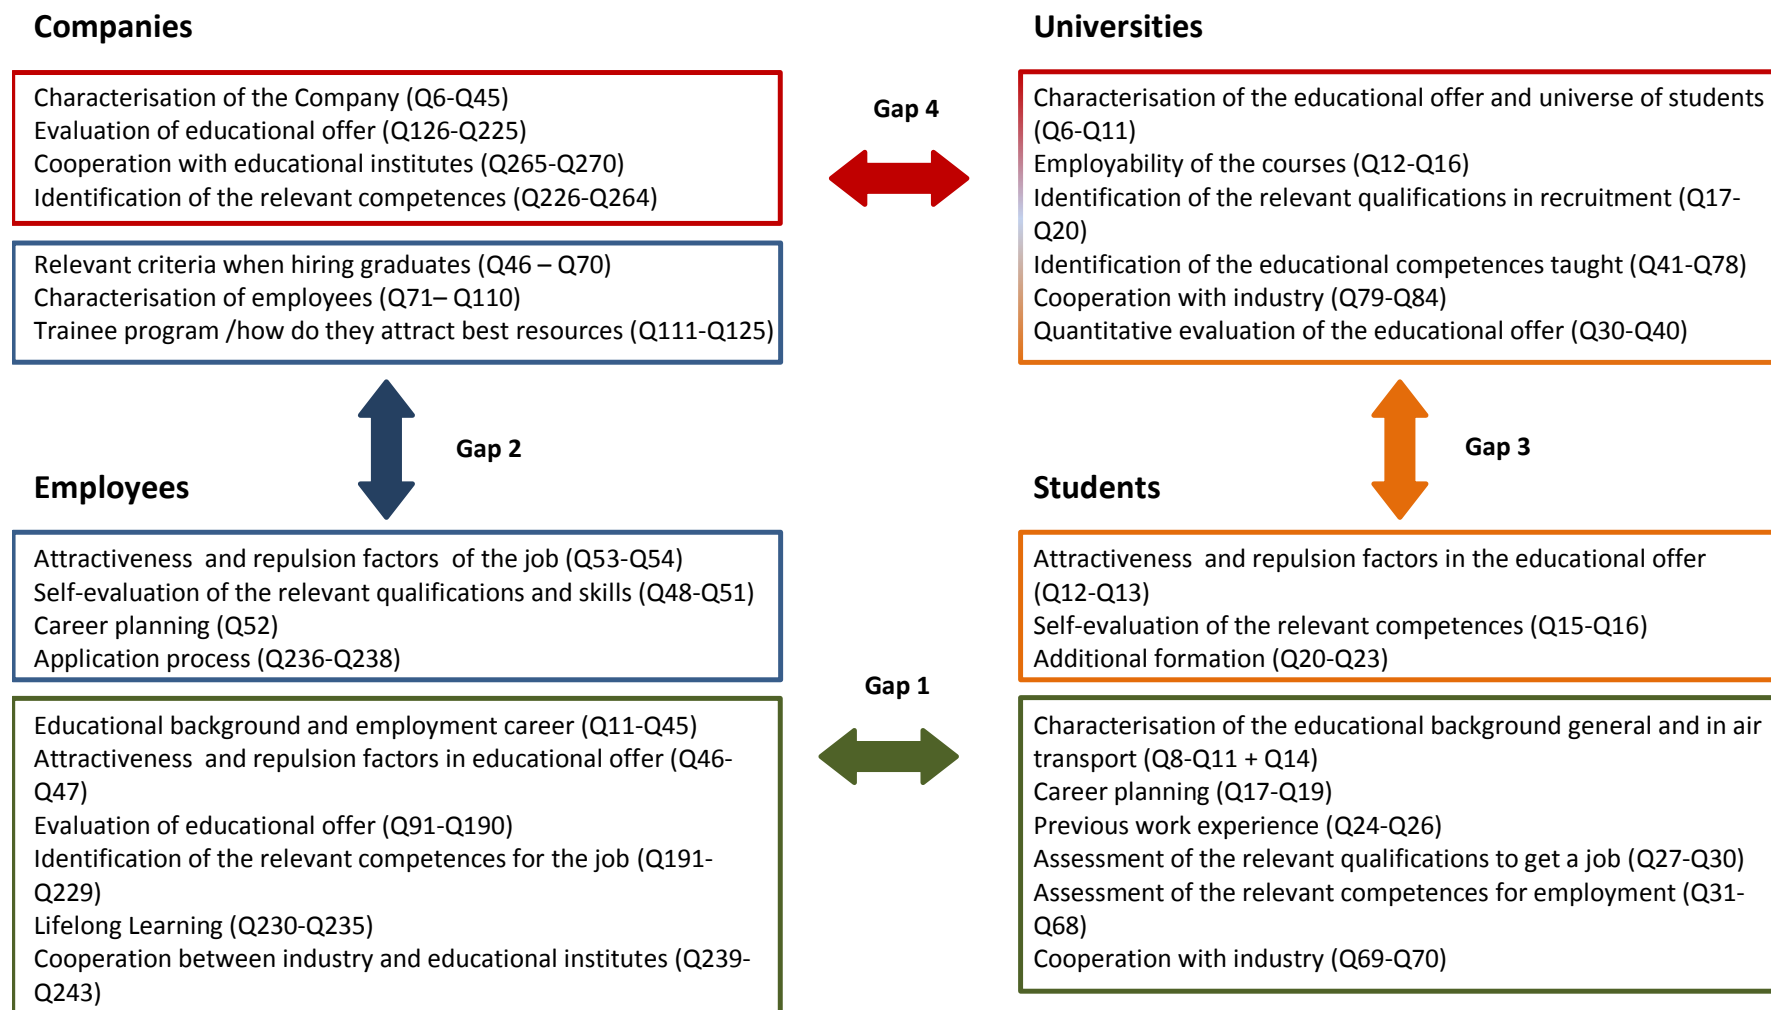 Companies
Characterisation of the Company (Q6-Q45)
Evaluation of educational offer (Q126-Q225)
Cooperation with educational institutes (Q265-Q270)
Identification of the relevant competences (Q226-Q264)
Relevant criteria when hiring graduates (Q46 – Q70)
Characterisation of employees (Q71– Q110)
Trainee program /how do they attract best resources (Q111-Q125)
Gap 4
Universities
Characterisation of the educational offer and universe of students
(Q6-Q11)
Employability of the courses (Q12-Q16)
Identification of the relevant qualifications in recruitment (Q17-
Q20)
Identification of the educational competences taught (Q41-Q78)
Cooperation with industry (Q79-Q84)
Quantitative evaluation of the educational offer (Q30-Q40)
Gap 2
Gap 3
Employees
Attractiveness  and repulsion factors  of the job (Q53-Q54)
Self-evaluation of the relevant qualifications and skills (Q48-Q51)
Career planning (Q52)
Application process (Q236-Q238)
Educational background and employment career (Q11-Q45)
Attractiveness  and repulsion factors in educational offer (Q46-
Q47)
Evaluation of educational offer (Q91-Q190)
Identification of the relevant competences for the job (Q191-
Q229)
Lifelong Learning (Q230-Q235)
Cooperation between industry and educational institutes (Q239-
Q243)
Gap 1
Students
Attractiveness  and repulsion factors in the educational offer
(Q12-Q13)
Self-evaluation of the relevant competences (Q15-Q16)
Additional formation (Q20-Q23)
Characterisation of the educational background general and in air
transport (Q8-Q11 + Q14)
Career planning (Q17-Q19)
Previous work experience (Q24-Q26)
Assessment of the relevant qualifications to get a job (Q27-Q30)
Assessment of the relevant competences for employment (Q31-
Q68)
Cooperation with industry (Q69-Q70)